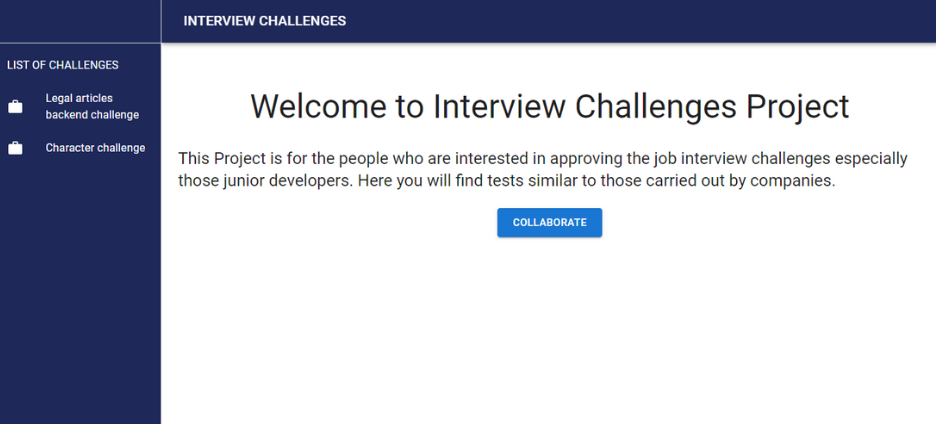 INTERVIEW CHALLENGES
LIST OF CHALLENGES
Legal articles
backend challenge
Character challenge
Welcome to Interview Challenges Project
This Project is for the people who are interested in approving the job interview challenges especially
those junior developers. Here you will find tests similar to those carried out by companies.
COLLABORATE